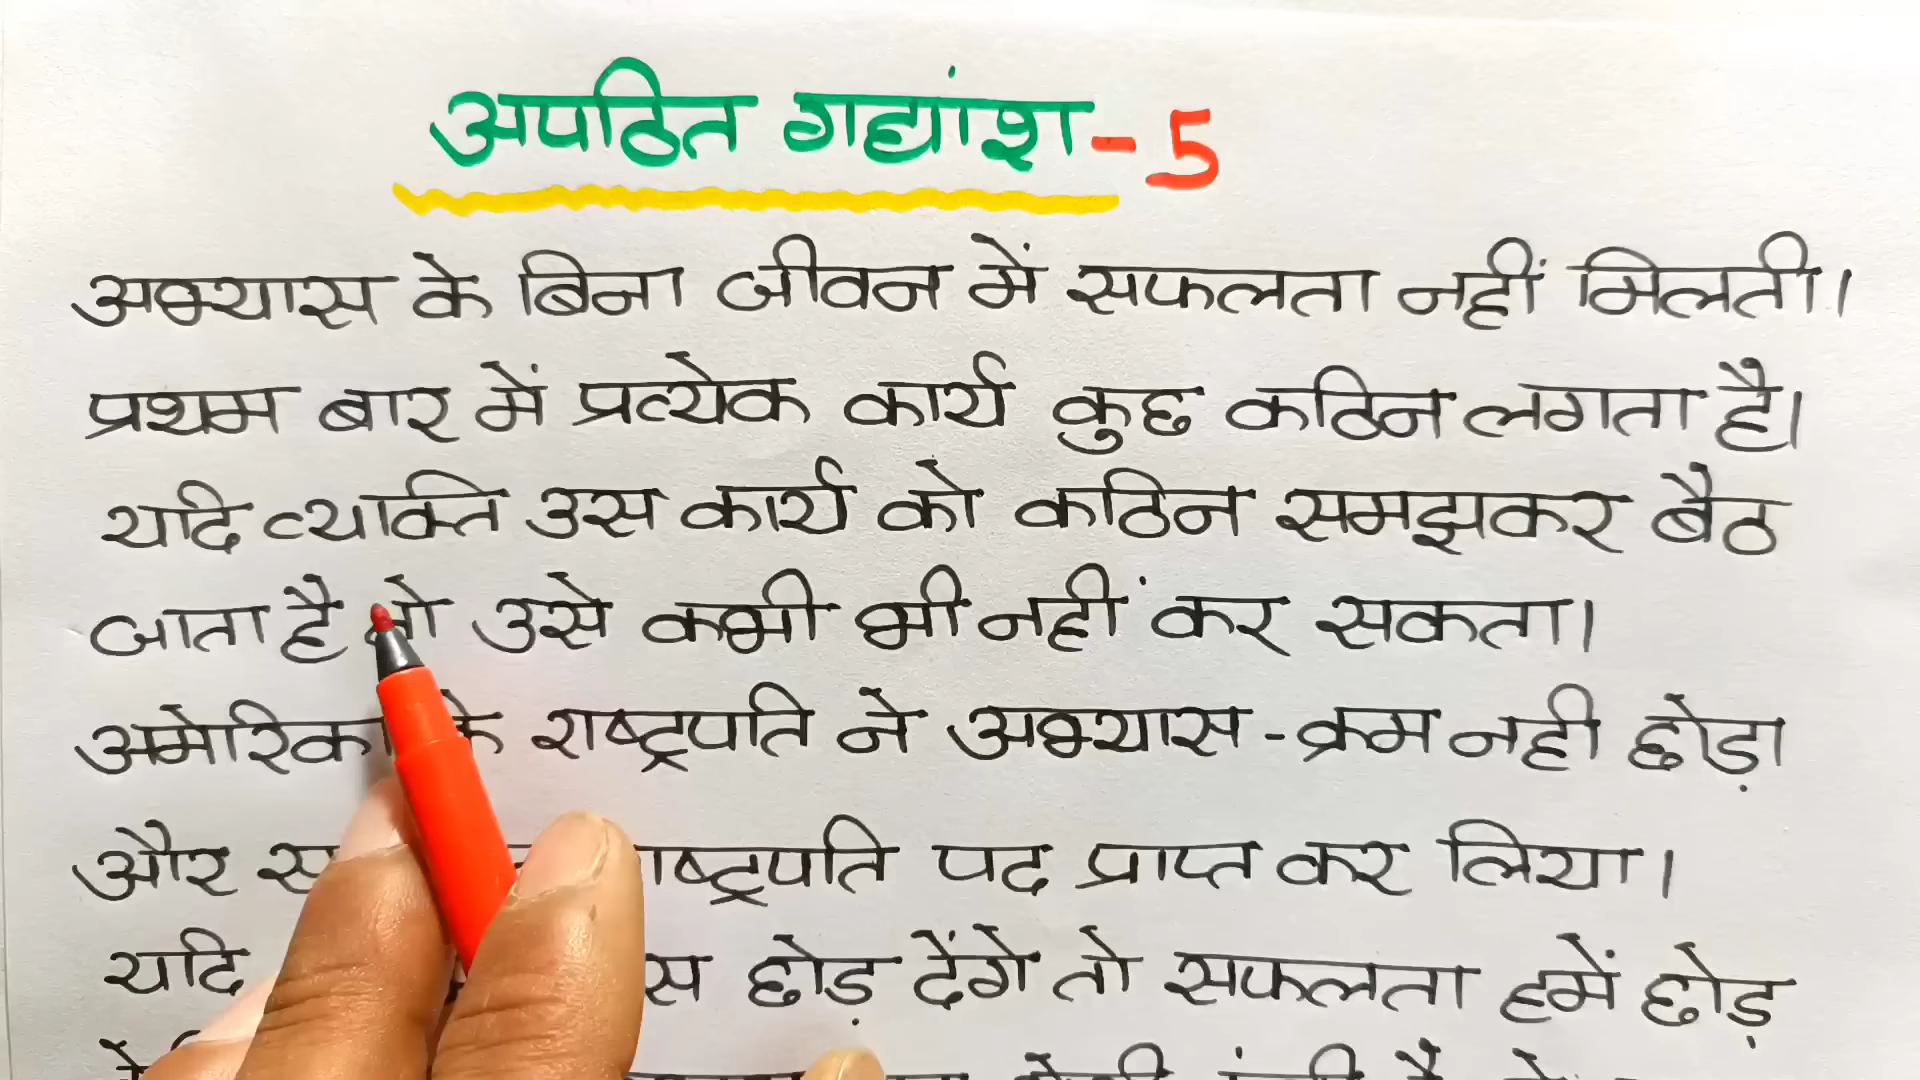 अपठित गद्यांश - 5
अभ्यास के बिना जीवन में सफलता नहीं मिलती।
प्रथम बार में प्रत्येक कार्य कुछ कठिन लगता है।
यदि व्यक्ति उस कार्य को कठिन समझकर बैठ
जाता है तो उसे कभी भी नहीं कर सकता।
अमेरिका के राष्ट्रपति ने अभ्यास-क्रम नही छोड़ा
और राष्ट्रपति पद प्राप्त कर लिया।
यदि छोड़ देंगे तो सफलता हमें छोड़